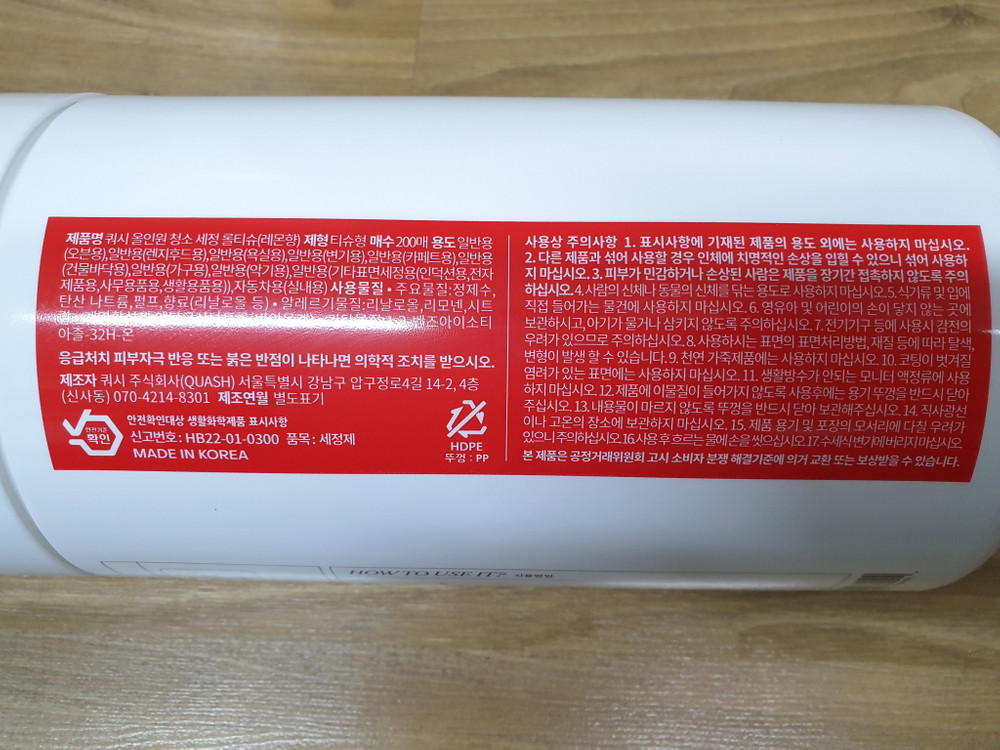 제품명 쿼시 올인원 청소 세정 롤티슈(레몬향) 제형 티슈형 매수 200매 용도 일반용
(오븐용),일반용(렌지후드용),일반용(욕실용),일반용(변기용),일반용(카페트용),일반용
(건물바닥용),일반용(가구용),일반용(악기용),일반용(기타표면세정용(인덕션용,전자
제품용,사무용품용,생활용품용)),자동차용(실내용) 사용물질 • 주요물질:정제수,
탄산 나트륨,펄프,향료(리날로올 등) • 알레르기물질:리날로올,리모넨,시트
벤즈아이소티
아졸-32H-온
응급처치 피부자극 반응 또는 붉은 반점이 나타나면 의학적 조치를 받으시오.
제조자 쿼시 주식회사(QUASH) 서울특별시 강남구 압구정로4길 14-2, 4층
(신사동) 070-4214-8301 제조연월 별도표기
안전기준
확인
안전확인대상 생활화학제품 표시사항
신고번호 : HB22-01-0300 품목 : 세정제
MADE IN KOREA
HDPE
뚜껑 : PP
사용상 주의사항 1. 표시사항에 기재된 제품의 용도 외에는 사용하지 마십시오.
2. 다른 제품과 섞어 사용할 경우 인체에 치명적인 손상을 입힐 수 있으니 섞어 사용하
지 마십시오. 3. 피부가 민감하거나 손상된 사람은 제품을 장기간 접촉하지 않도록 주의
하십시오. 4. 사람의 신체나 동물의 신체를 닦는 용도로 사용하지 마십시오. 5. 식기류 및 입에
직접 들어가는 물건에 사용하지 마십시오. 6. 영유아 및 어린이의 손이 닿지 않는 곳에
보관하시고, 아기가 물거나 삼키지 않도록 주의하십시오. 7. 전기기구 등에 사용시 감전의
우려가 있으므로 주의하십시오. 8. 사용하시는 표면의 표면처리방법, 재질 등에 따라 탈색,
변형이 발생 할 수 있습니다. 9. 천연 가죽제품에는 사용하지 마십시오. 10. 코팅이 벗겨질
염려가 있는 표면에는 사용하지 마십시오. 11. 생활방수가 안되는 모니터 액정류에 사용
하지 마십시오. 12. 제품에 이물질이 들어가지 않도록 사용후에는 용기 뚜껑을 반드시 닫아
주십시오. 13. 내용물이 마르지 않도록 뚜껑을 반드시 닫아 보관해주십시오. 14. 직사광선
이나 고온의 장소에 보관하지 마십시오. 15. 제품 용기 및 포장의 모서리에 다칠 우려가
있으니 주의하십시오. 16. 사용 후 흐르는 물에 손을 씻으십시오. 17. 수세식 변기에 버리지 마십시오.
본 제품은 공정거래위원회 고시 소비자 분쟁 해결기준에 의거 교환 또는 보상받을 수 있습니다.
HOW TO USE IT? 사용방법